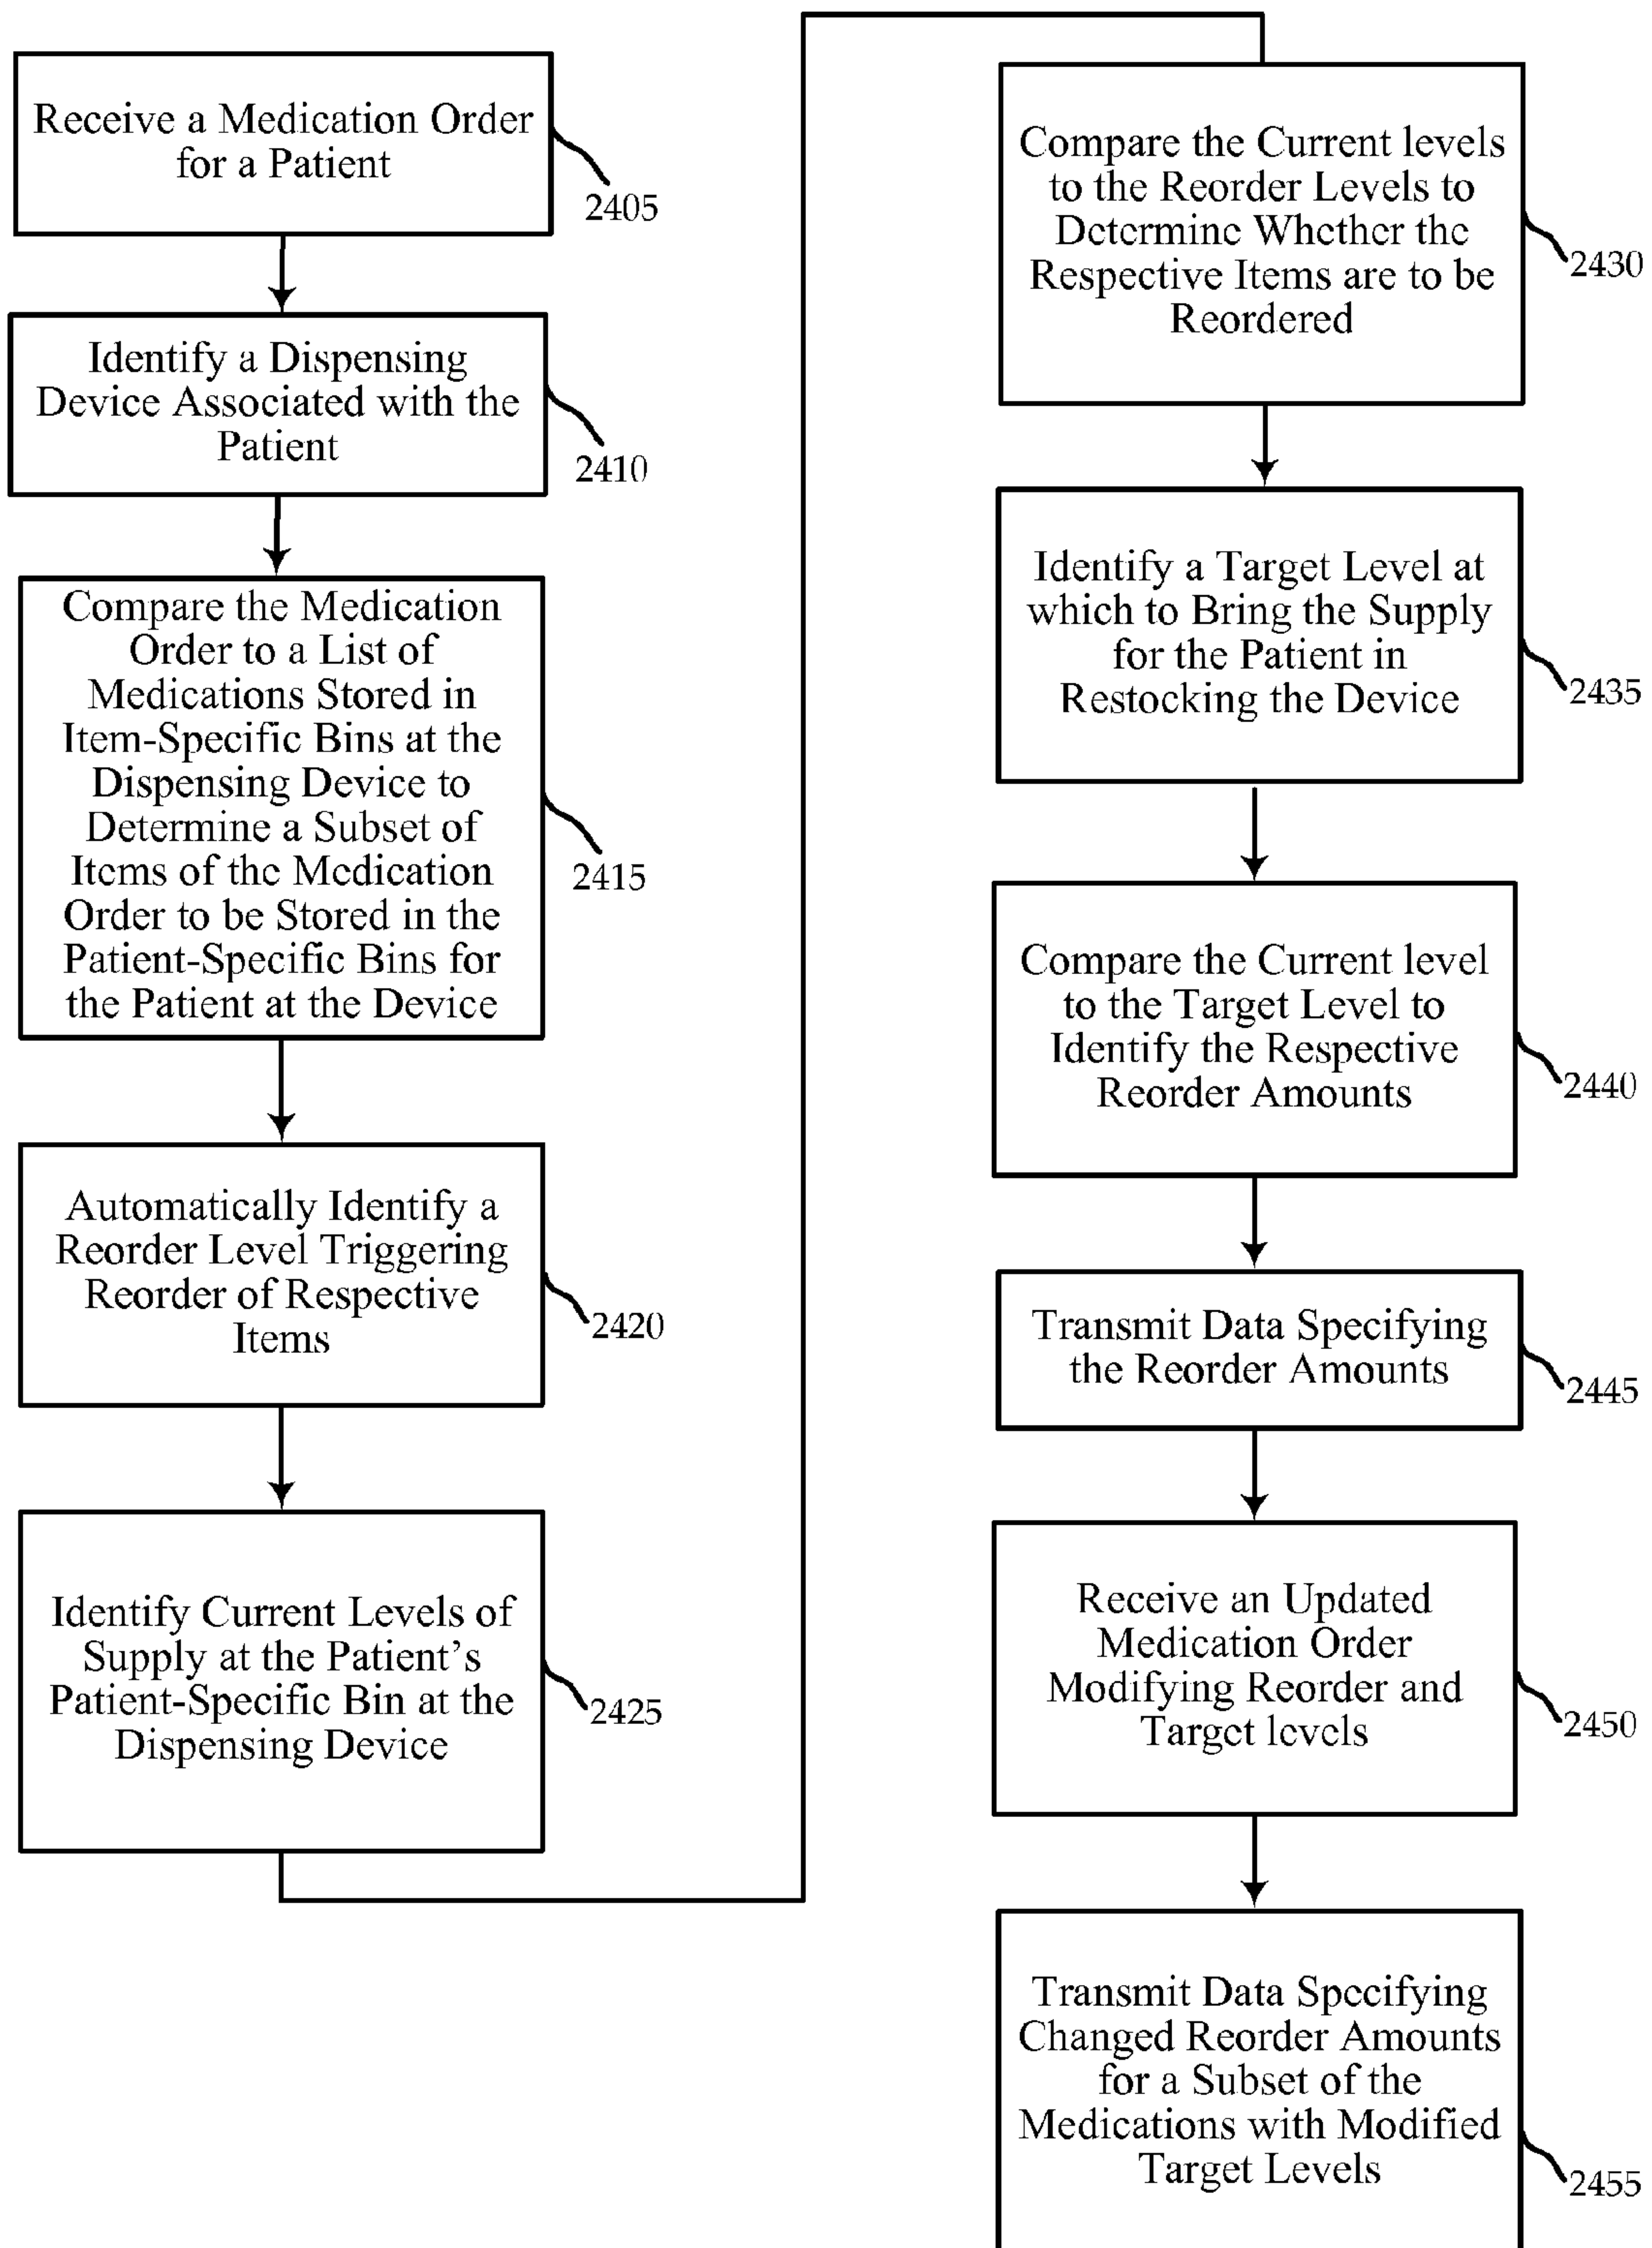 Receive a Medication Order
for a Patient
2405
Identify a Dispensing
Device Associated with the
Patient
2410
Compare the Medication
Order to a List of
Medications Stored in
Item-Specific Bins at the
Dispensing Device to
Determine a Subset of
Items of the Medication
Order to be Stored in the
Patient-Specific Bins for
the Patient at the Device
2415
Automatically Identify a
Reorder Level Triggering
Reorder of Respective
Items
2420
Identify Current Levels of
Supply at the Patient's
Patient-Specific Bin at the
Dispensing Device
2425
Compare the Current levels
to the Reorder Levels to
Determine Whether the
Respective Items are to be
Reordered
2430
Identify a Target Level at
which to Bring the Supply
for the Patient in
Restocking the Device
2435
Compare the Current level
to the Target Level to
Identify the Respective
Reorder Amounts
2440
Transmit Data Specifying
the Reorder Amounts
2445
Receive an Updated
Medication Order
Modifying Reorder and
Target levels
2450
Transmit Data Specifying
Changed Reorder Amounts
for a Subset of the
Medications with Modified
Target Levels
2455